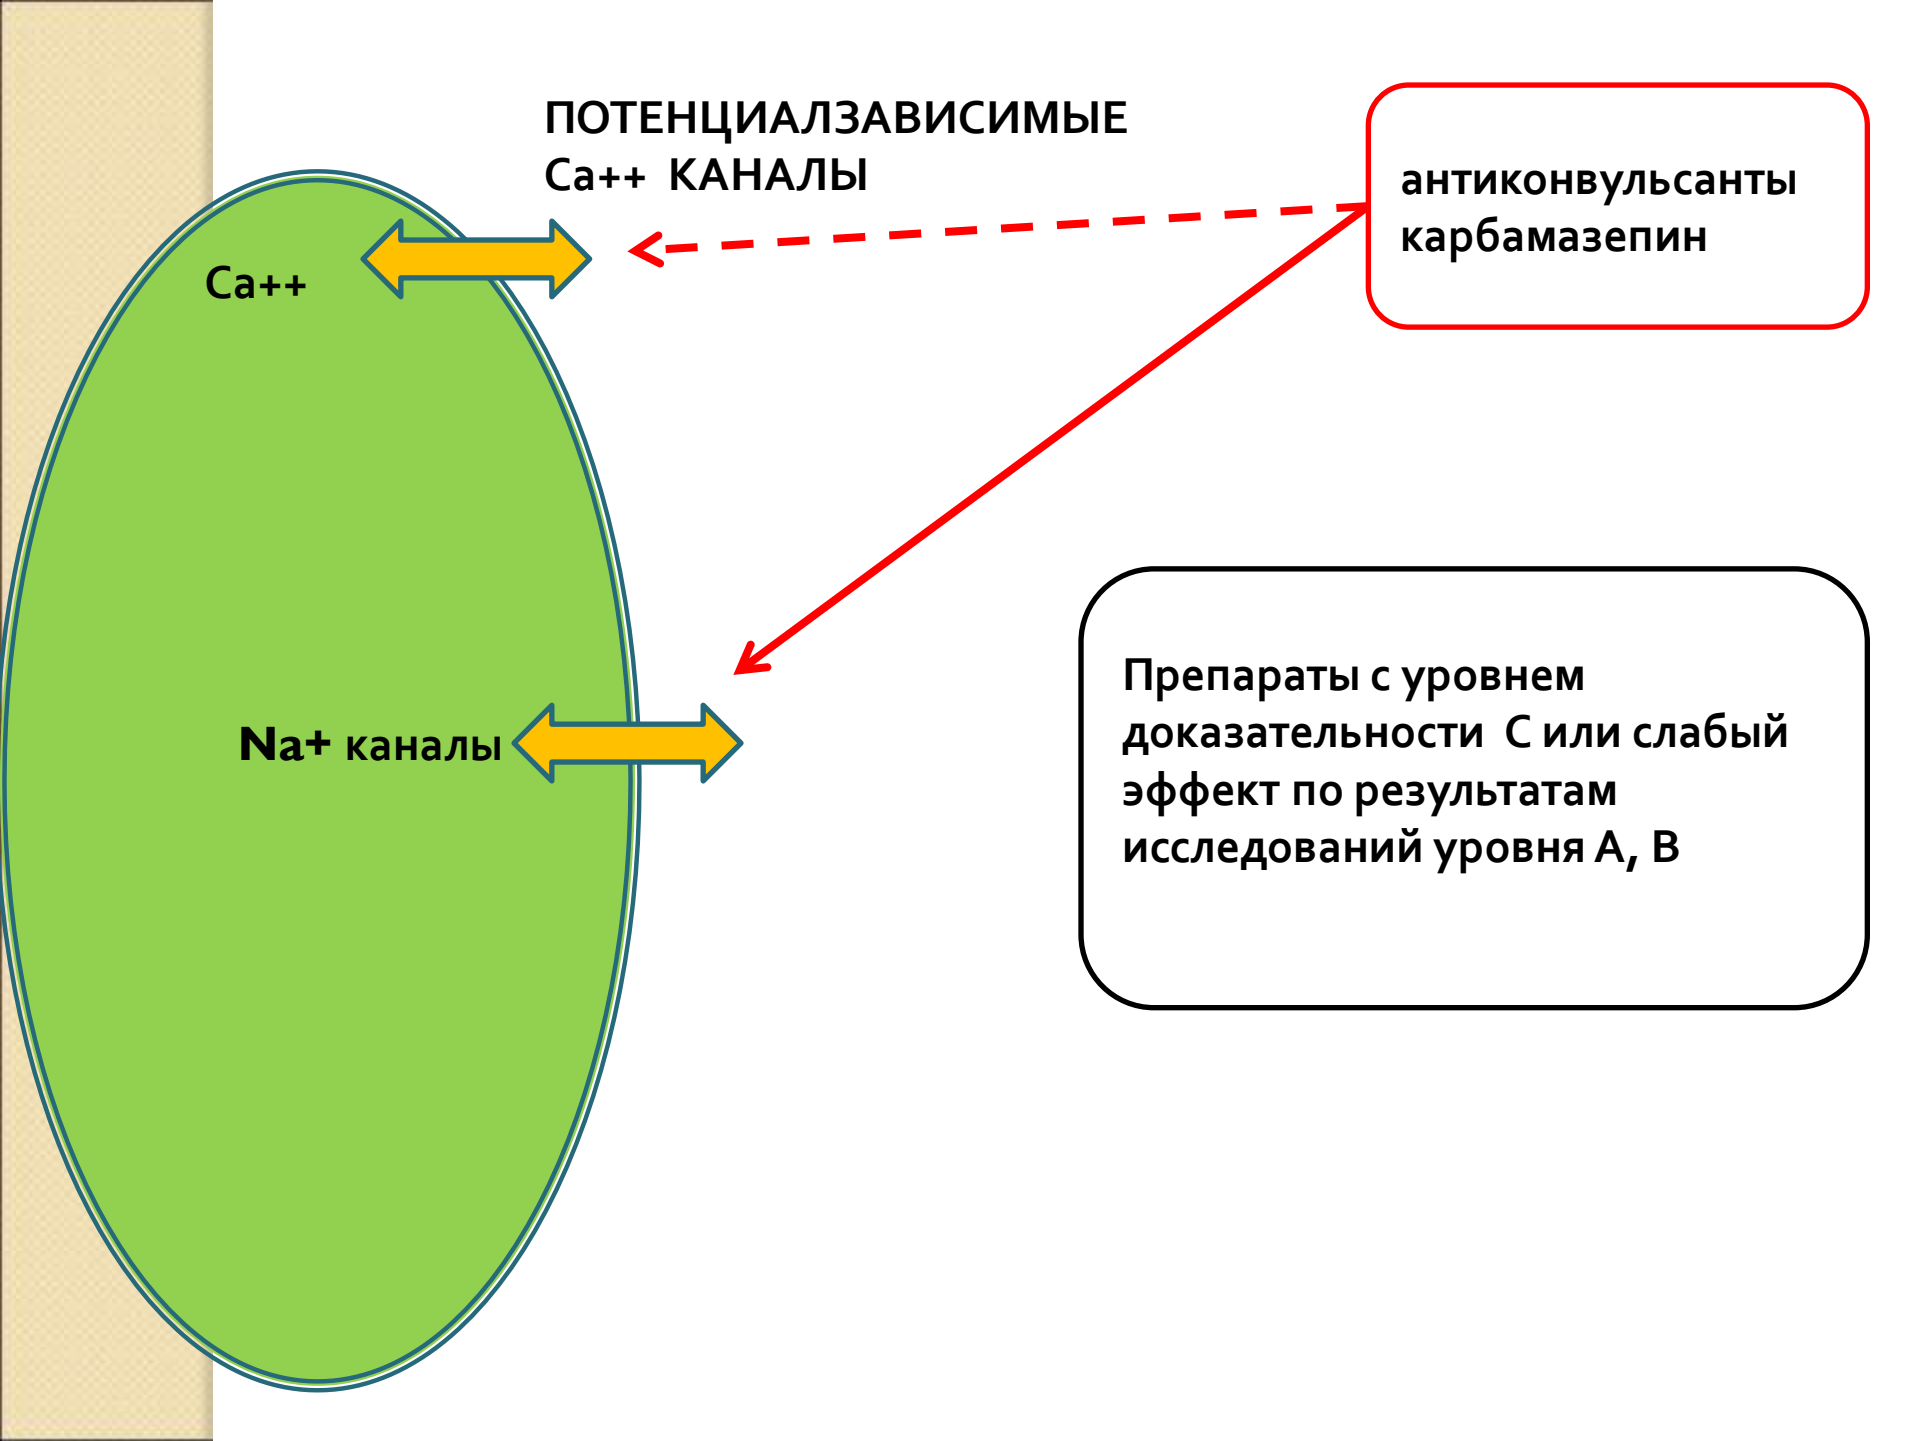 ПОТЕНЦИАЛЗАВИСИМЫЕ
Ca++ КАНАЛЫ
антиконвульсанты
карбамазепин
Ca++
Na+ каналы
Препараты с уровнем
доказательности С или слабый
эффект по результатам
исследований уровня А, В